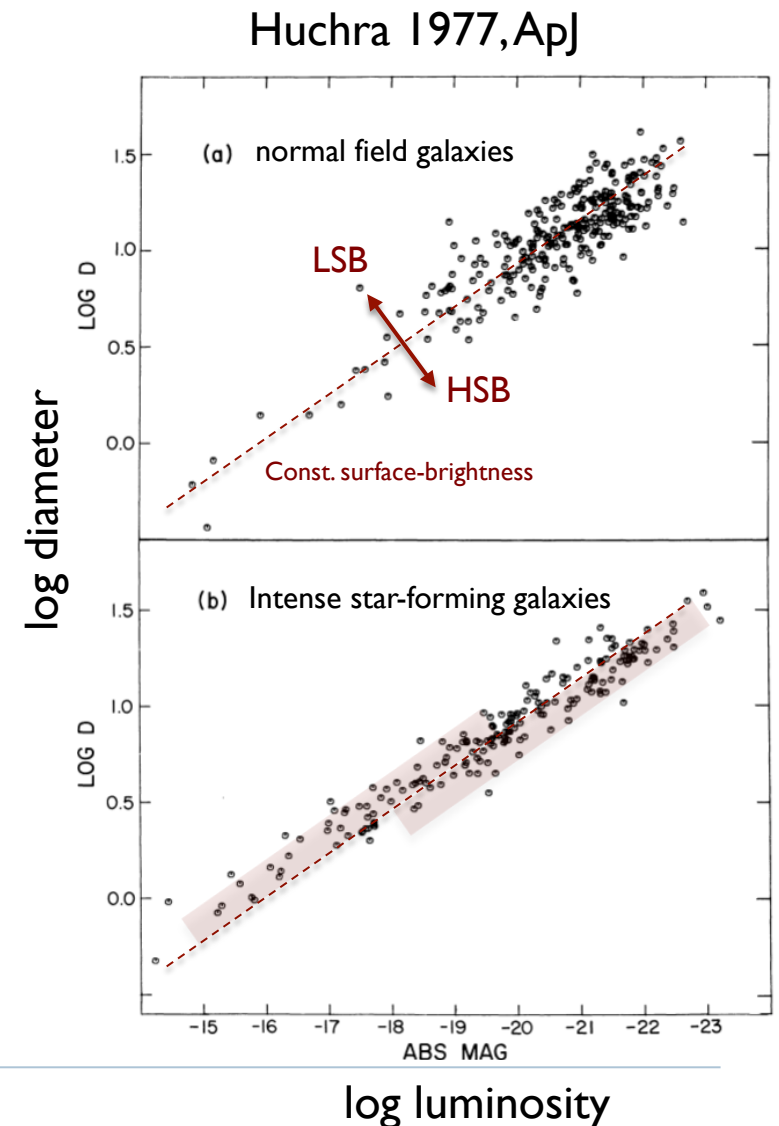 Huchra 1977, ApJ
(a) normal field galaxies
1.5
1.0
0.5
0.0
LOG D
LSB
HSB
Const. surface-brightness
log diameter
(b) Intense star-forming galaxies
1.5
1.0
0.5
0.0
LOG D
-15 -16 -17 -18 -19 -20 -21 -22 -23
ABS MAG
log luminosity